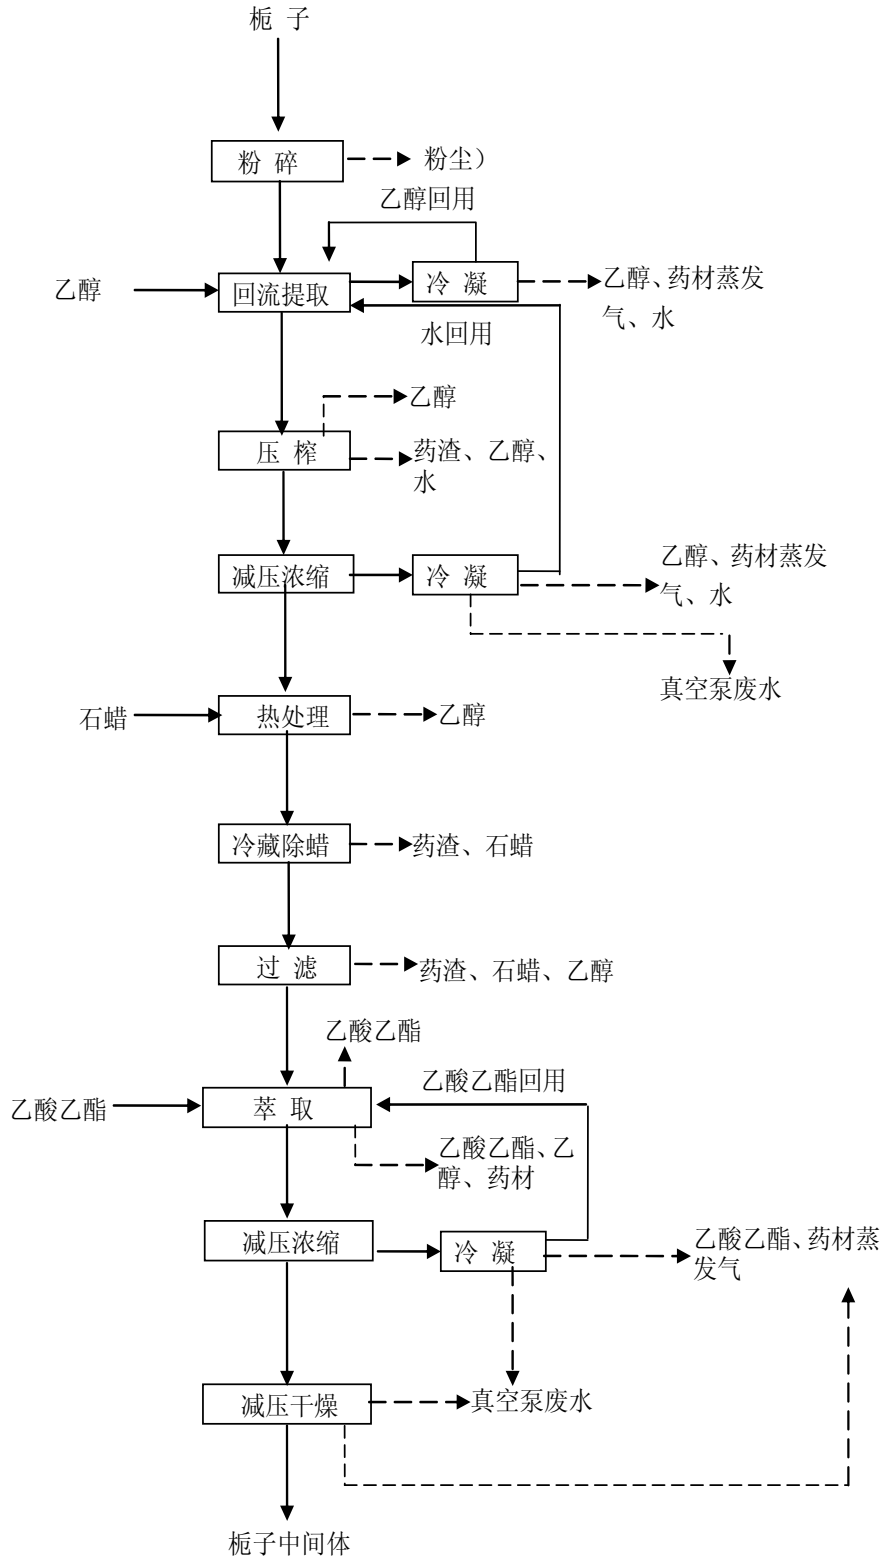 栀 子
粉 碎
粉尘）
乙醇回用
乙醇
回流提取
冷 凝
乙醇、药材蒸发
气、水
水回用
乙醇
压 榨
药渣、乙醇、
水
减压浓缩
冷 凝
乙醇、药材蒸发
气、水
真空泵废水
石蜡
热处理
乙醇
冷藏除蜡
药渣、石蜡
过 滤
药渣、石蜡、乙醇
乙酸乙酯
乙酸乙酯回用
乙酸乙酯
萃 取
乙酸乙酯、乙
醇、药材
减压浓缩
冷 凝
乙酸乙酯、药材蒸
发气
减压干燥
真空泵废水
栀子中间体